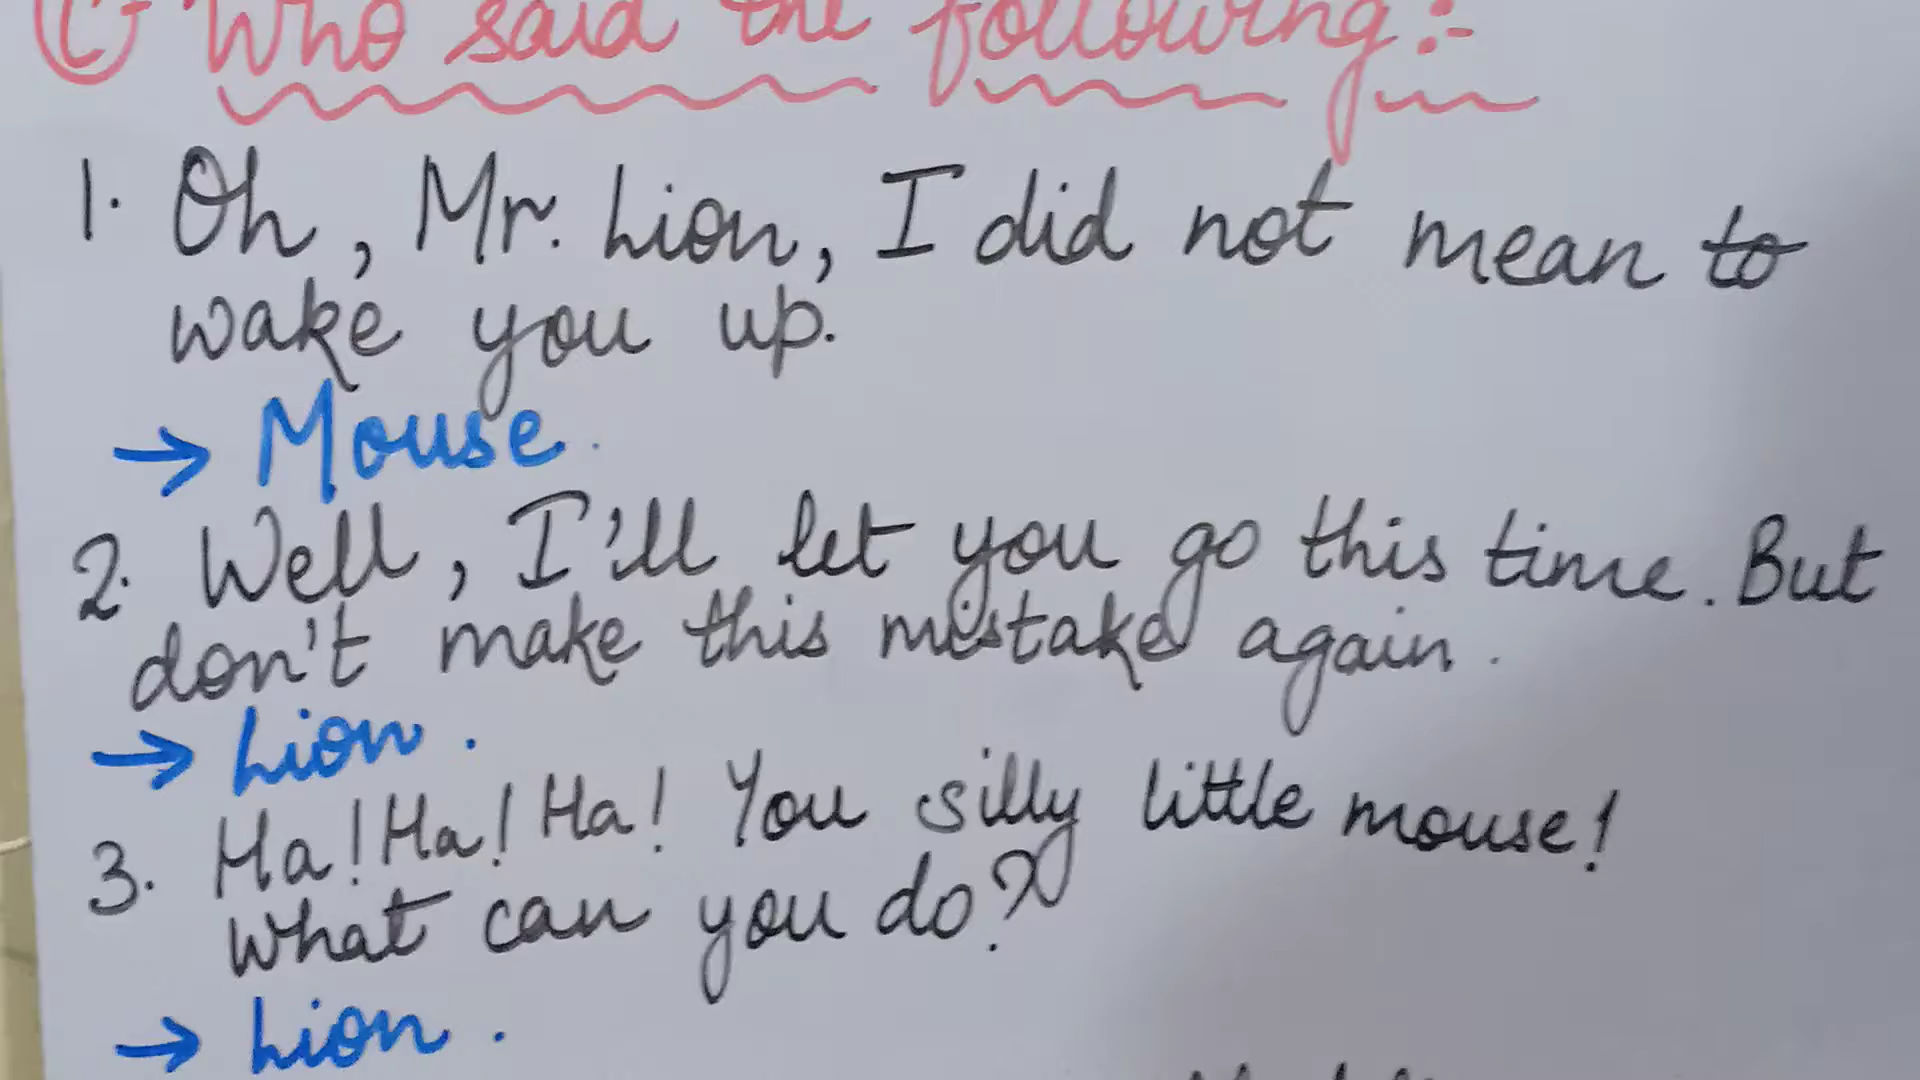 C- Who said the following:-
1. Oh, Mr. Lion, I did not mean to
wake you up.
→ Mouse.
2. Well, I'll let you go this time. But
don't make this mistake again.
→ Lion.
3. Ha! Ha! Ha! You silly little mouse!
What can you do?
→ Lion.